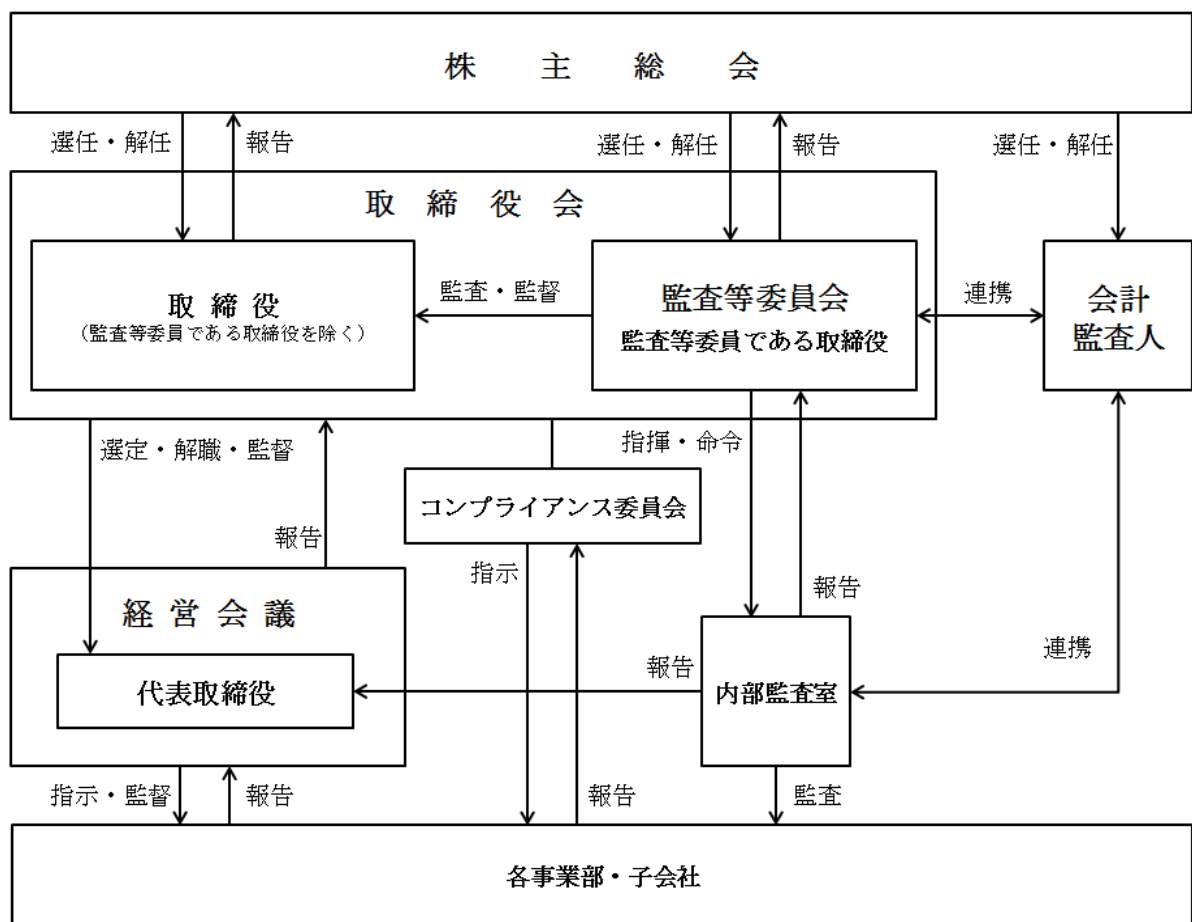 株主総会
選任・解任
報告
選任・解任
報告
選任・解任
取締役会
取締役
（監査等委員である取締役を除く）
監査・監督
監査等委員会
監査等委員である取締役
連携
会計
監査人
選定・解職・監督
報告
指揮・命令
コンプライアンス委員会
指示
報告
経営会議
代表取締役
報告
内部監査室
連携
指示・監督
報告
報告
監査
各事業部・子会社